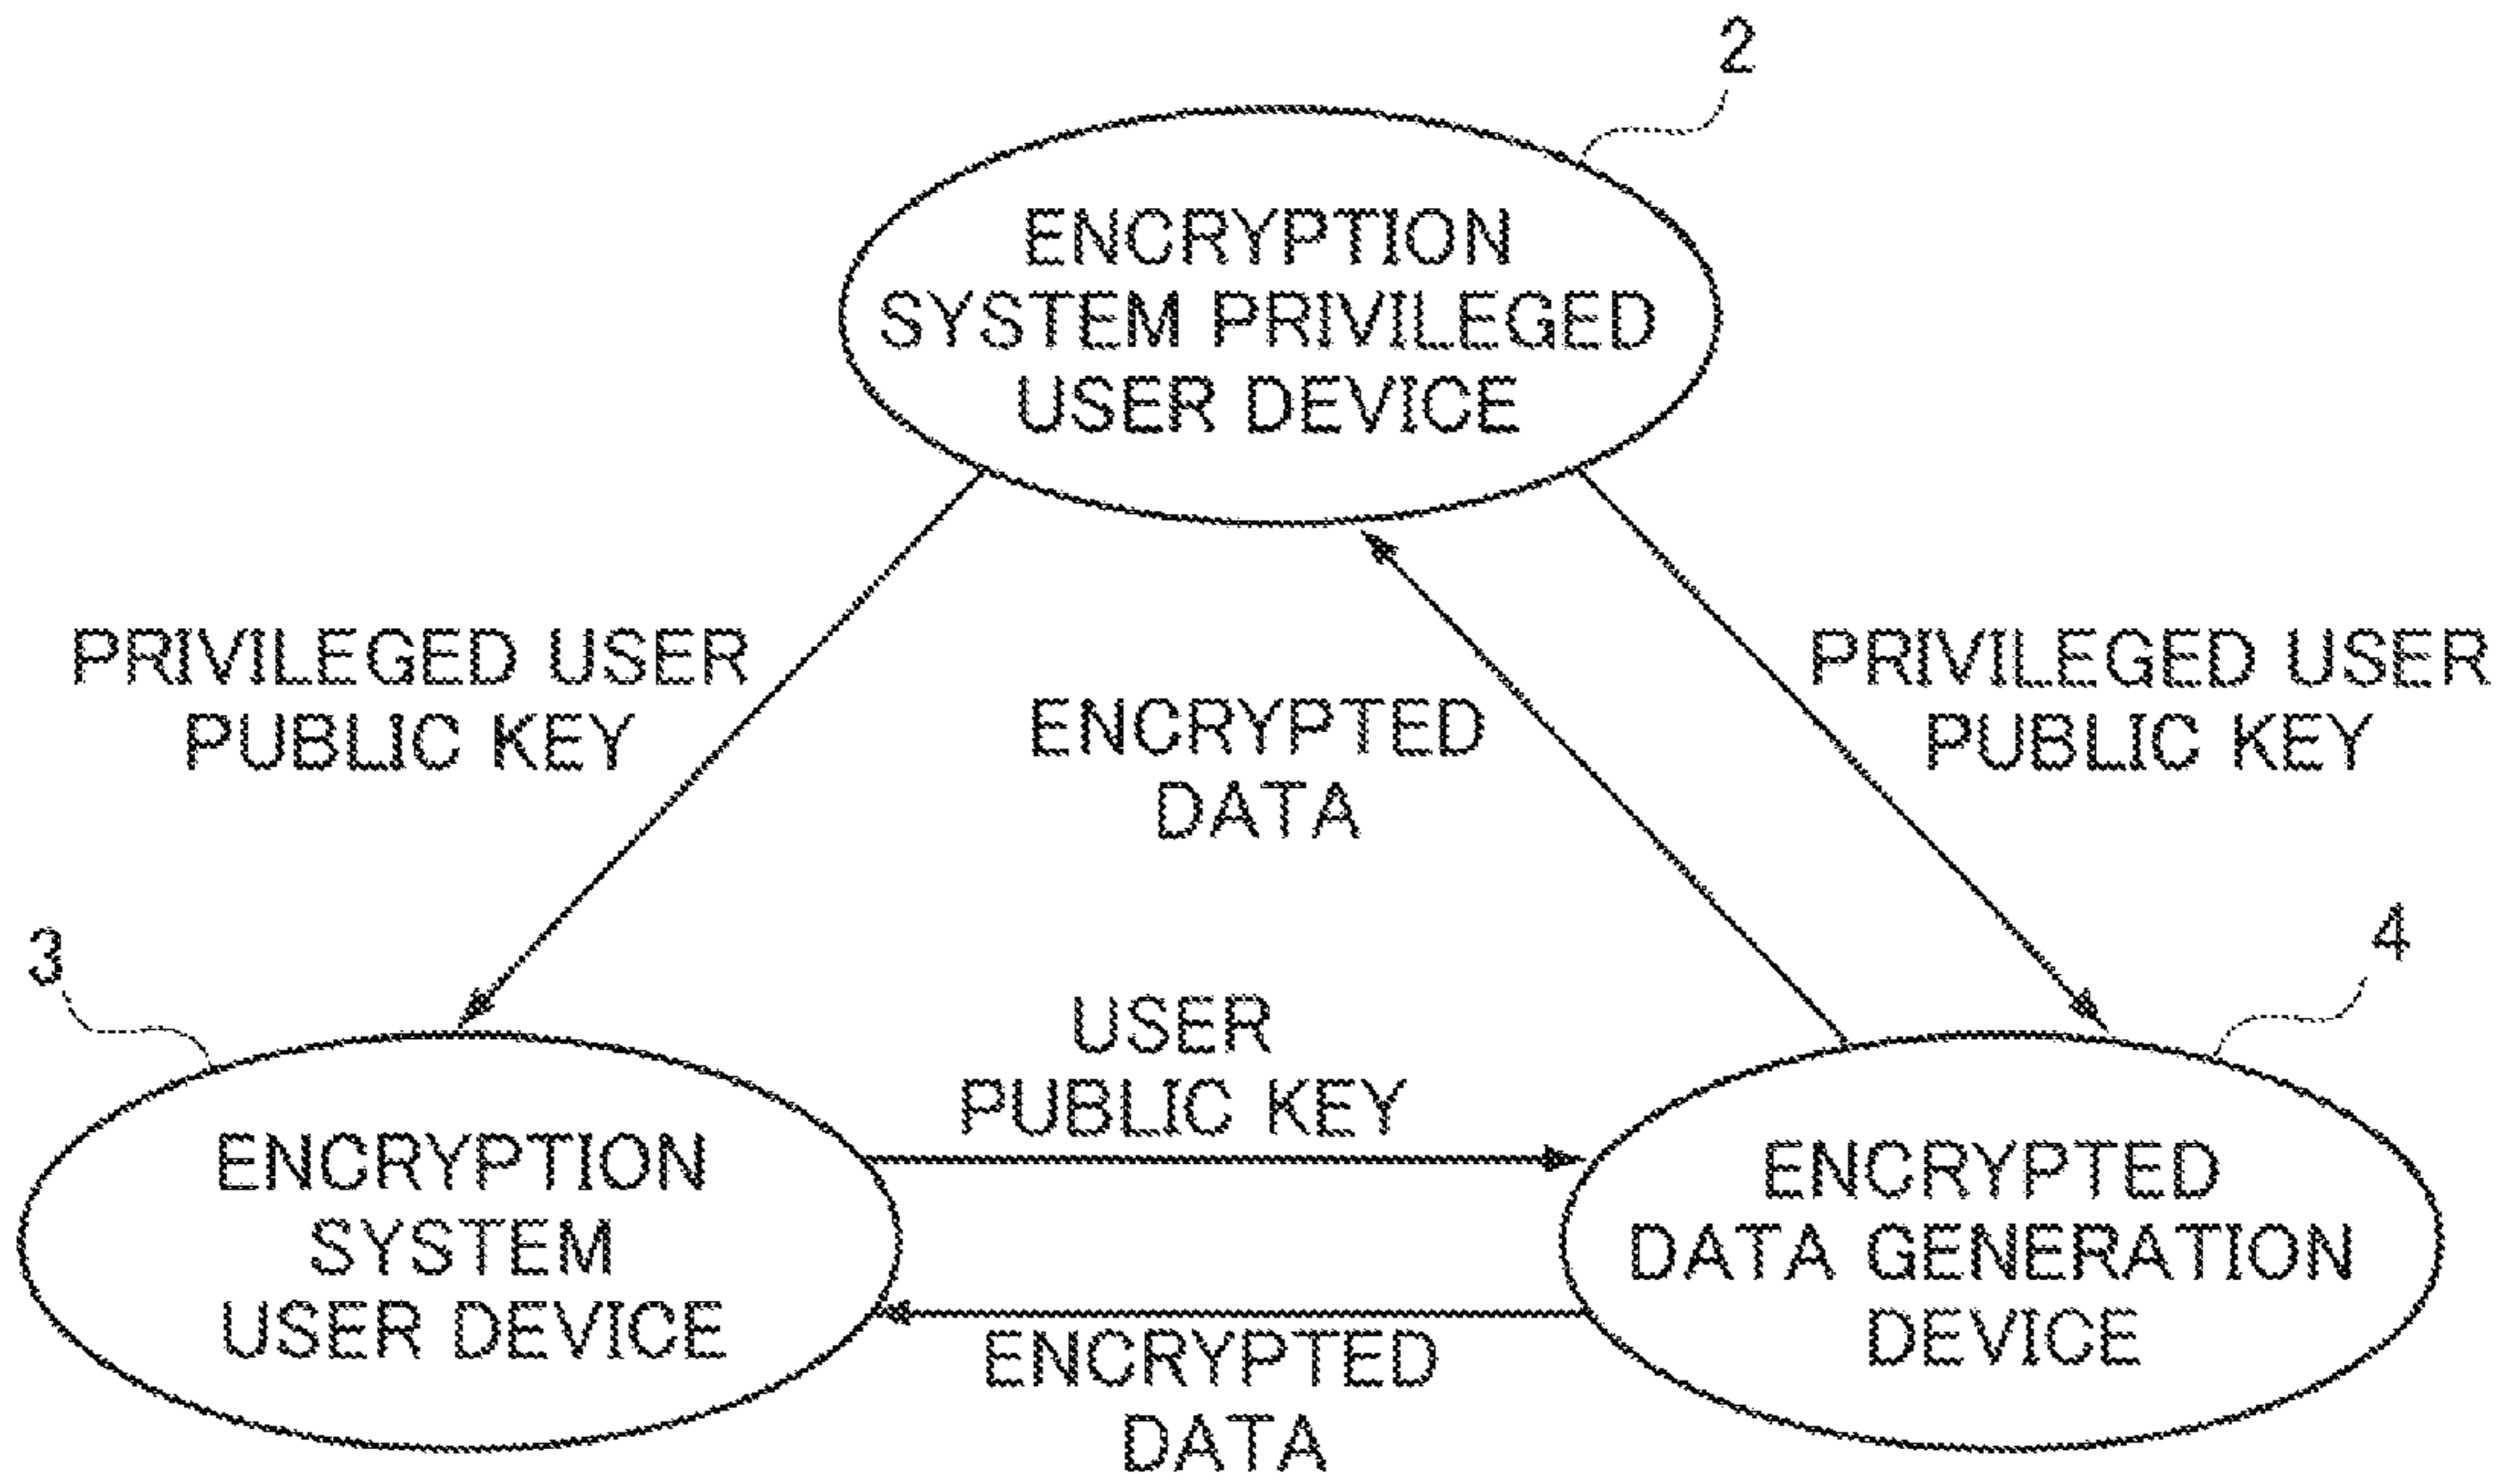 2
ENCRYPTION
SYSTEM PRIVILEGED
USER DEVICE
PRIVILEGED USER
PUBLIC KEY
ENCRYPTED
DATA
PRIVILEGED USER
PUBLIC KEY
3
4
USER
PUBLIC KEY
ENCRYPTION
SYSTEM
USER DEVICE
ENCRYPTED
DATA GENERATION
DEVICE
ENCRYPTED
DATA